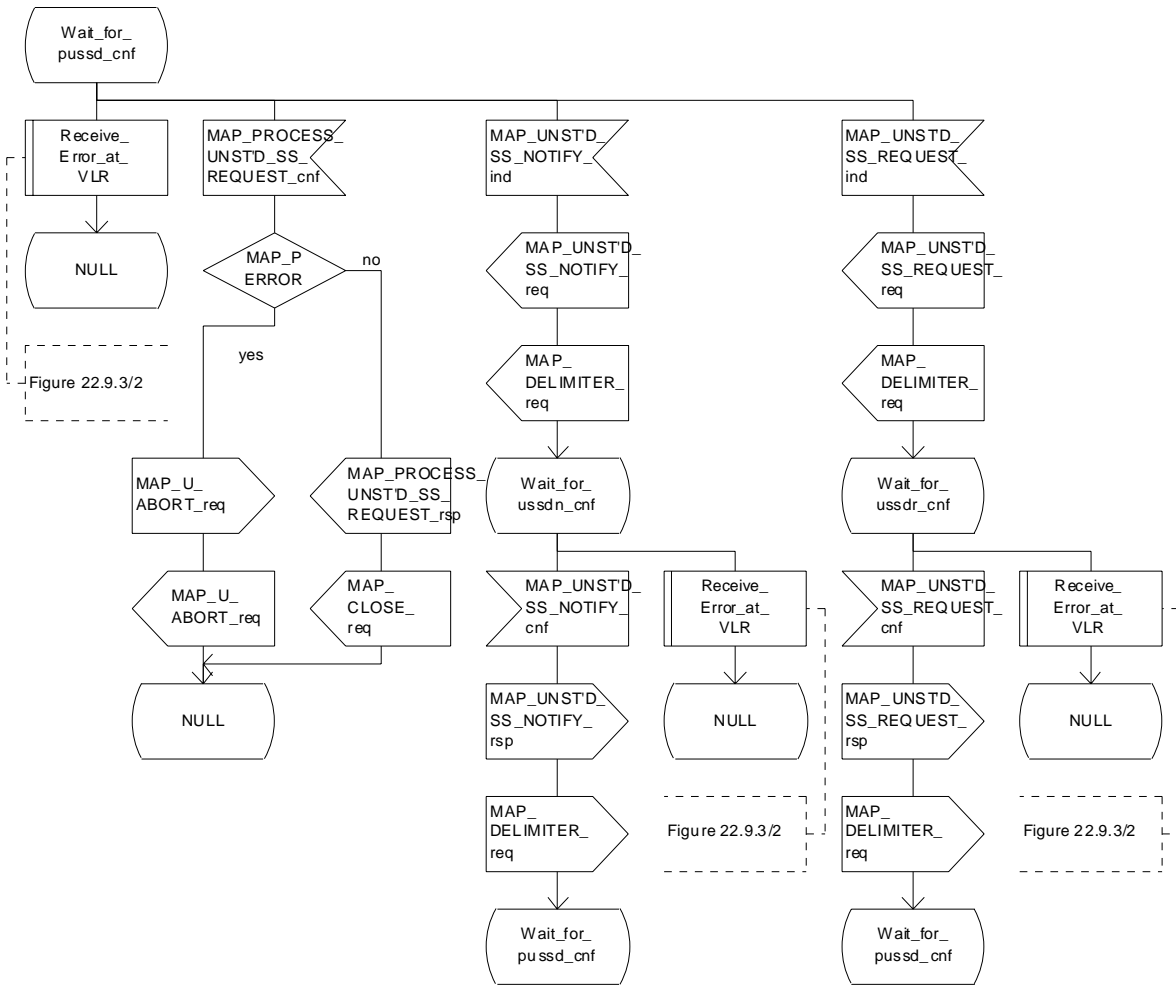 Wait_for_
pussd_cnf
Receive_
Error_at_
VLR
MAP_PROCESS_
UNST'D_SS_
REQUEST_cnf
MAP_UNST'D_
SS_NOTIFY_
ind
MAP_UNST'D_
SS_REQUEST_
ind
NULL
MAP_P
ERROR
no
MAP_UNST'D_
SS_NOTIFY_
req
MAP_UNST'D_
SS_REQUEST_
req
yes
Figure 22.9.3/2
MAP_
DELIMITER_
req
MAP_
DELIMITER_
req
MAP_U_
ABORT_req
MAP_PROCESS_
UNST'D_SS_
REQUEST_rsp
Wait_for_
ussdn_cnf
Wait_for_
ussdr_cnf
MAP_U_
ABORT_req
MAP_
CLOSE_
req
MAP_UNST'D_
SS_NOTIFY_
cnf
Receive_
Error_at_
VLR
MAP_UNST'D_
SS_REQUEST_
cnf
Receive_
Error_at_
VLR
NULL
MAP_UNST'D_
SS_NOTIFY_
rsp
NULL
MAP_UNST'D_
SS_REQUEST_
rsp
NULL
MAP_
DELIMITER_
req
Figure 22.9.3/2
MAP_
DELIMITER_
req
Figure 22.9.3/2
Wait_for_
pussd_cnf
Wait_for_
pussd_cnf